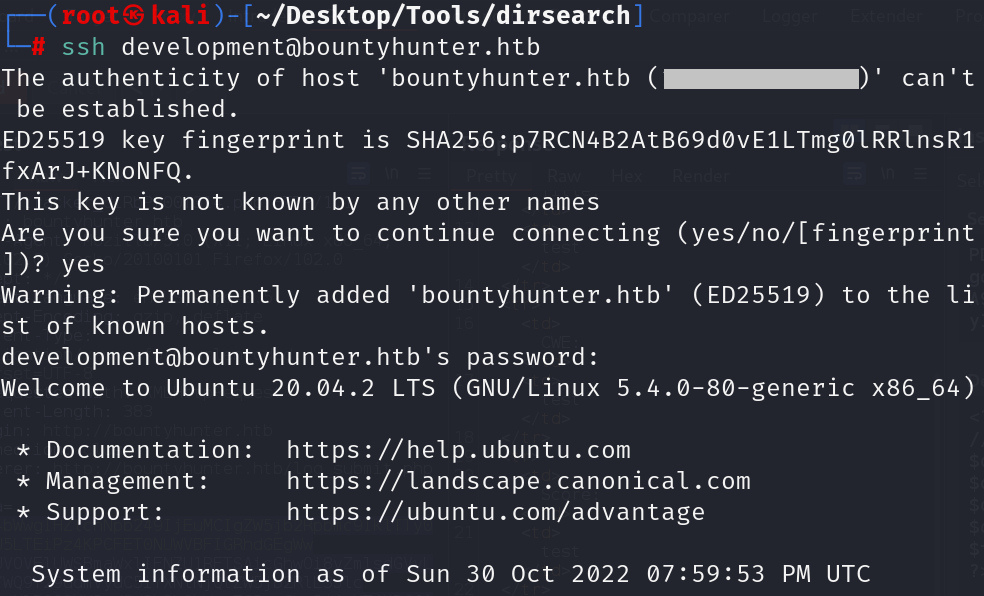 ┌──(root㉿kali)-[~/Desktop/Tools/dirsearch]
└─# ssh development@bountyhunter.htb
The authenticity of host 'bountyhunter.htb ( )' can't
be established.
ED25519 key fingerprint is SHA256:p7RCN4B2AtB69d0vE1LTmg0lRRlnsR1
fxArJ+KNoNFQ.
This key is not known by any other names
Are you sure you want to continue connecting (yes/no/[fingerprint
])? yes
Warning: Permanently added 'bountyhunter.htb' (ED25519) to the li
st of known hosts.
development@bountyhunter.htb's password:
Welcome to Ubuntu 20.04.2 LTS (GNU/Linux 5.4.0-80-generic x86_64)
* Documentation: https://help.ubuntu.com
* Management: https://landscape.canonical.com
* Support: https://ubuntu.com/advantage
System information as of Sun 30 Oct 2022 07:59:53 PM UTC